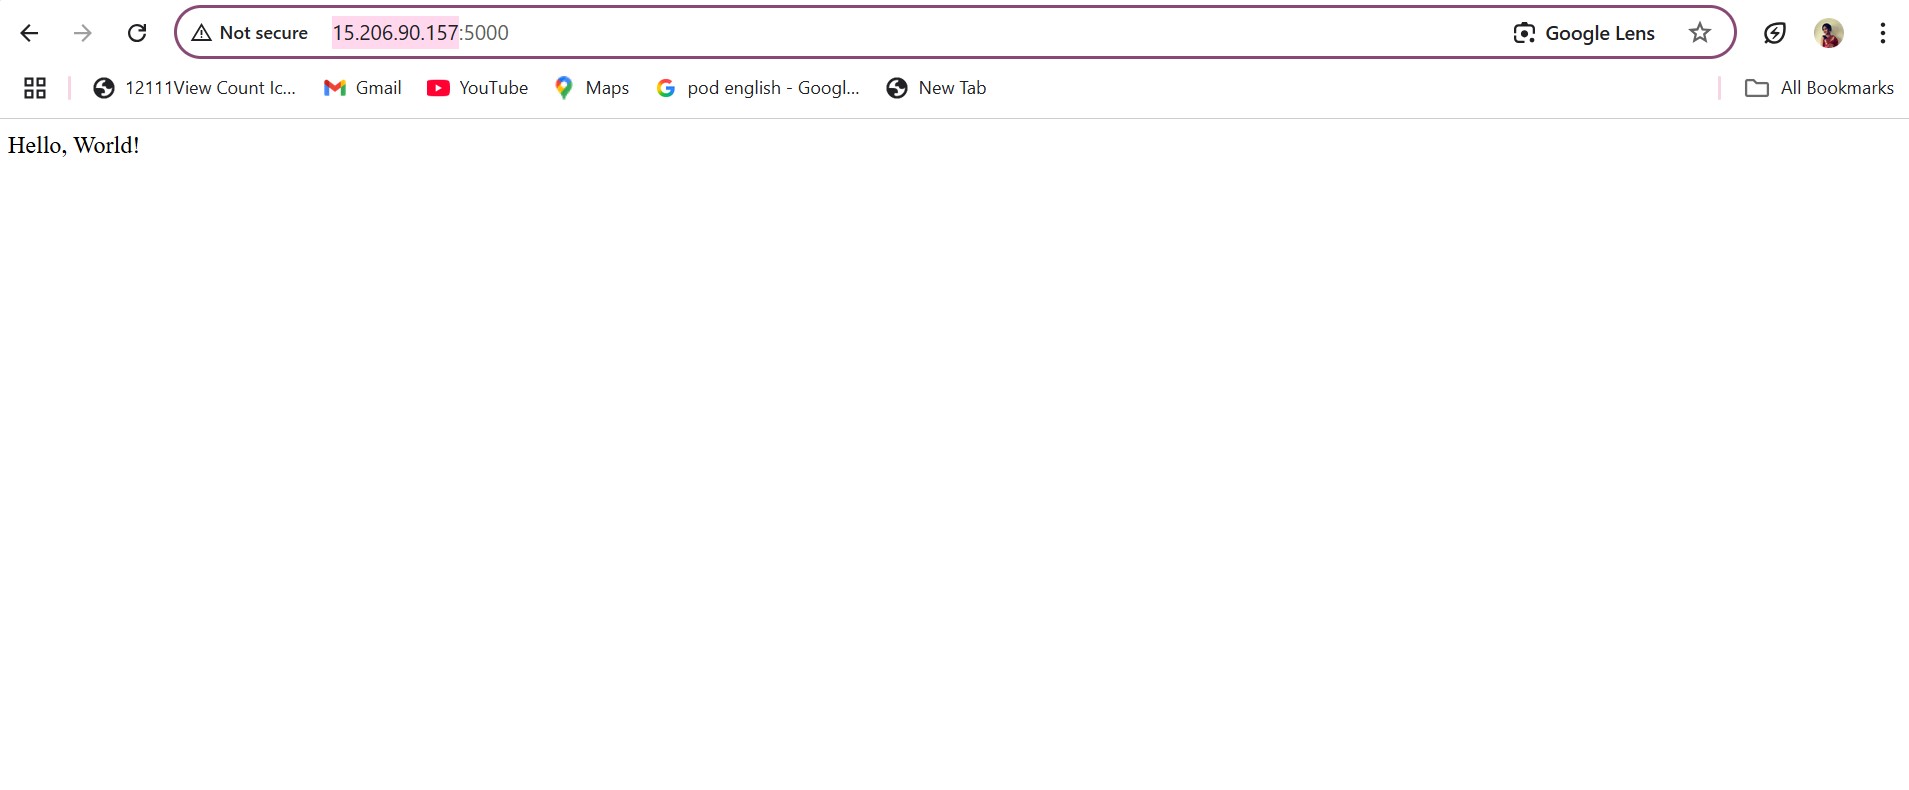 Not secure 15.206.90.157:5000 Google Lens
12111View Count Ic... Gmail YouTube Maps pod english - Googl... New Tab All Bookmarks
Hello, World!